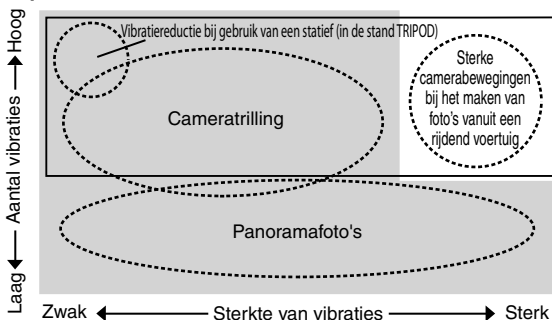 Vibratiereductie bij gebruik van een statief (in de stand TRIPOD)
Sterke
camerabewegingen
bij het maken van
foto's vanuit een
rijdend voertuig
Cameratrilling
Panoramafoto's
Laag Aantal vibraties Hoog
Zwak Sterkte van vibraties Sterk